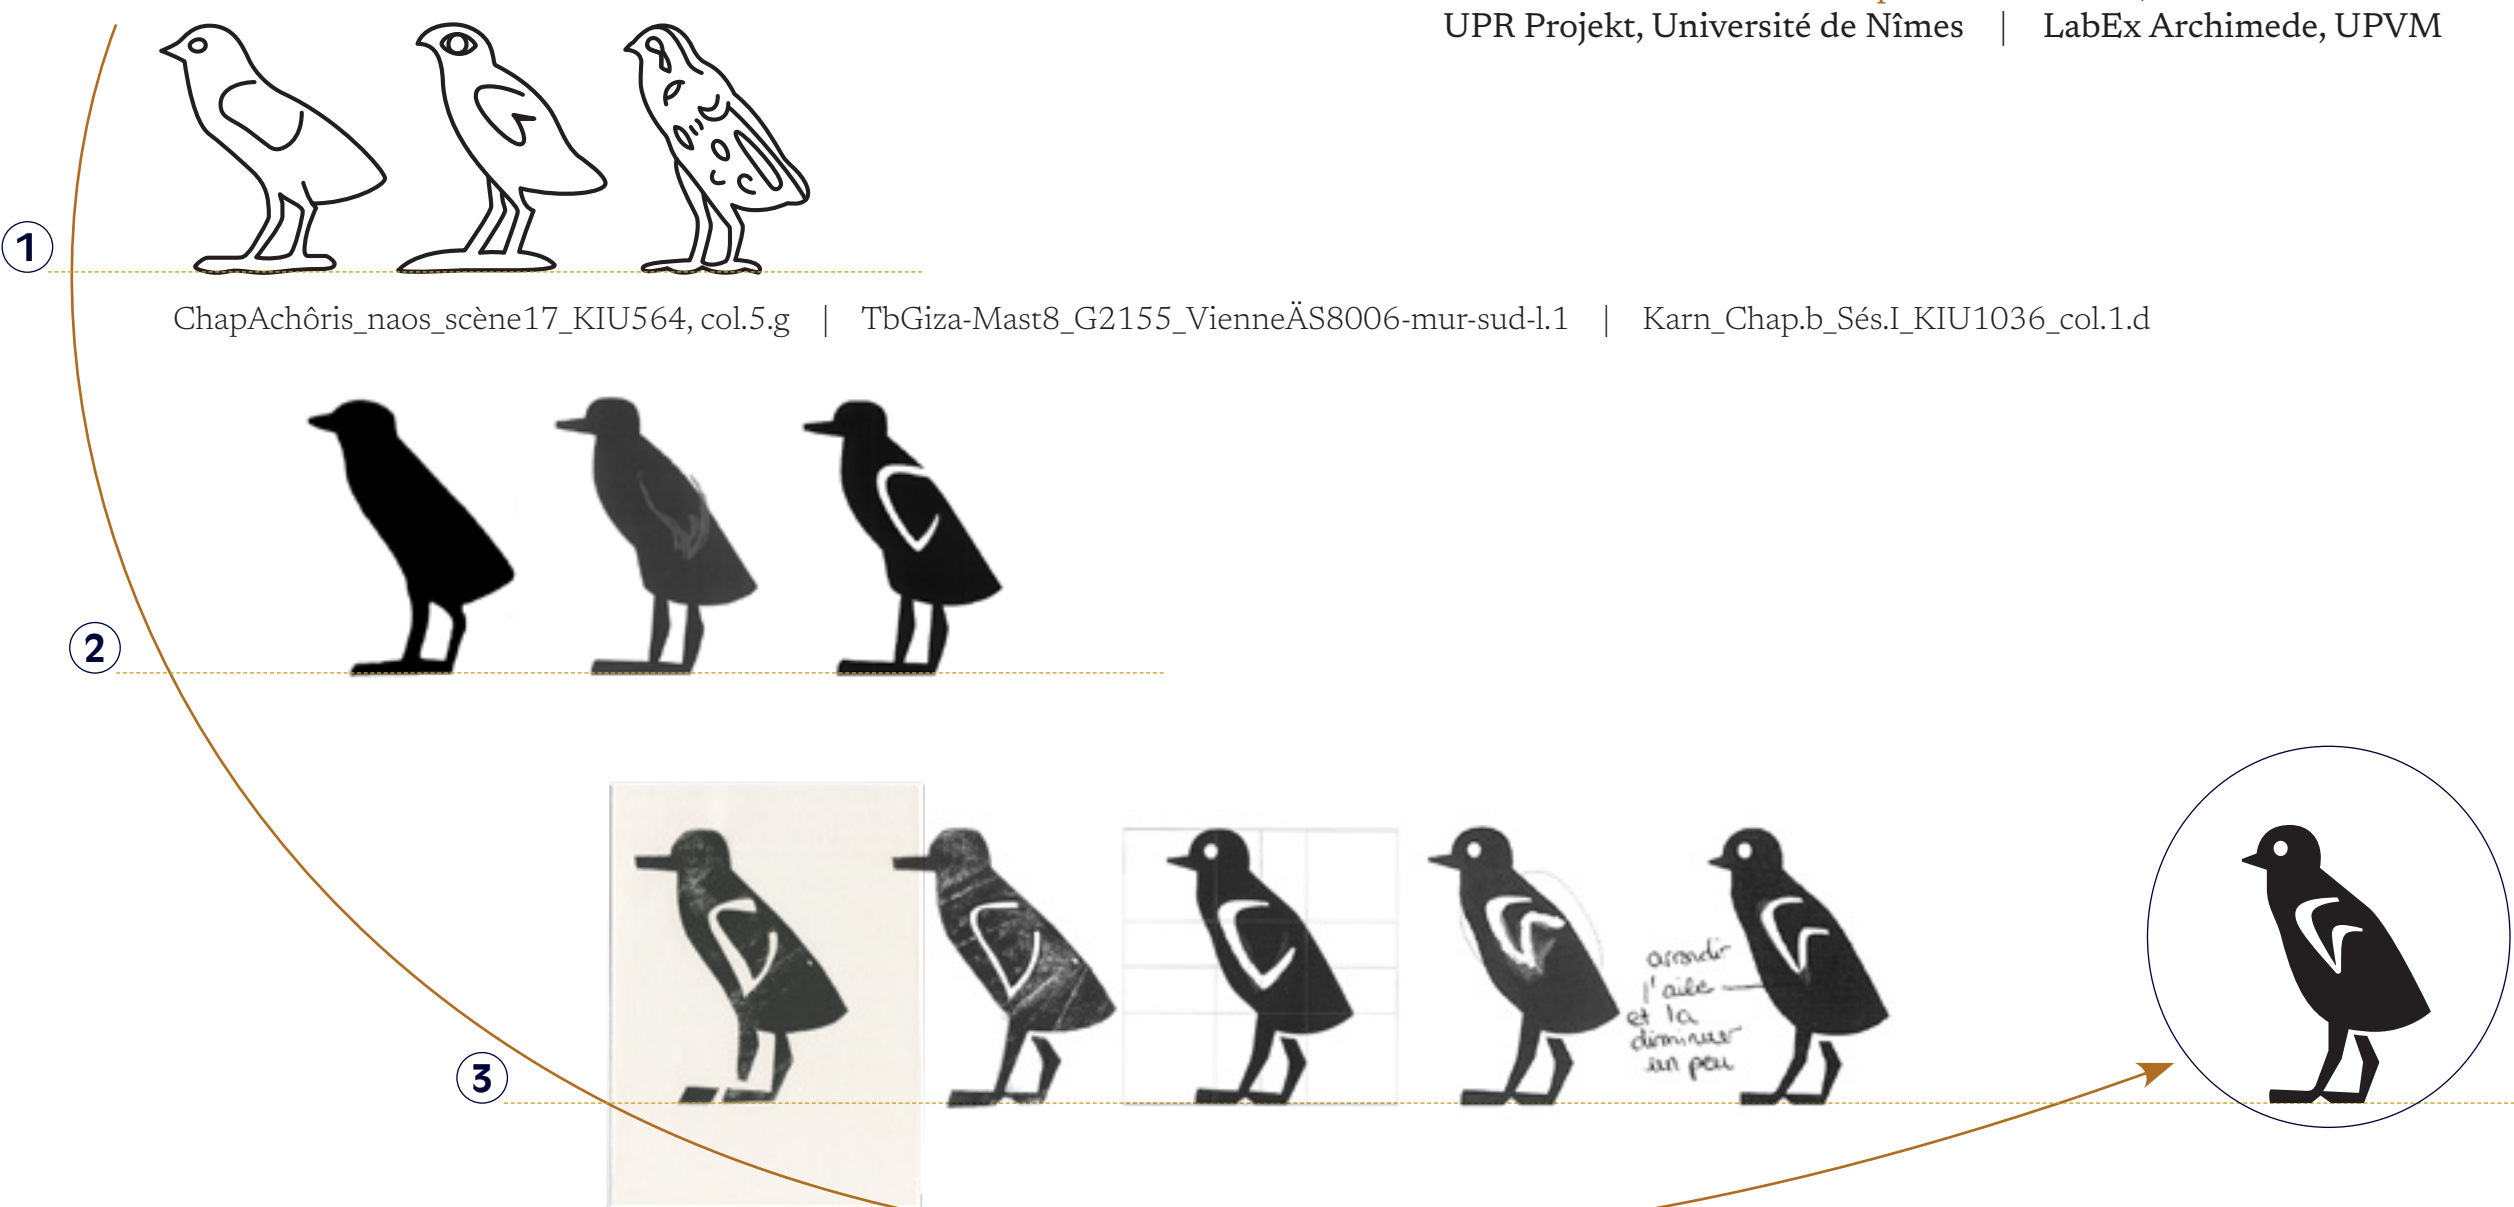 UPR Projekt, Université de Nîmes | LabEx Archimede, UPVM
1
ChapAchôris_naos_scène17_KIU564, col.5.g | TbGiza-Mast8_G2155_VienneÄS8006-mur-sud-l.1 | Karn_Chap.b_Sés.I_KIU1036_col.1.d
2
3
arrondir
l'aile
et la
diminuer
un peu